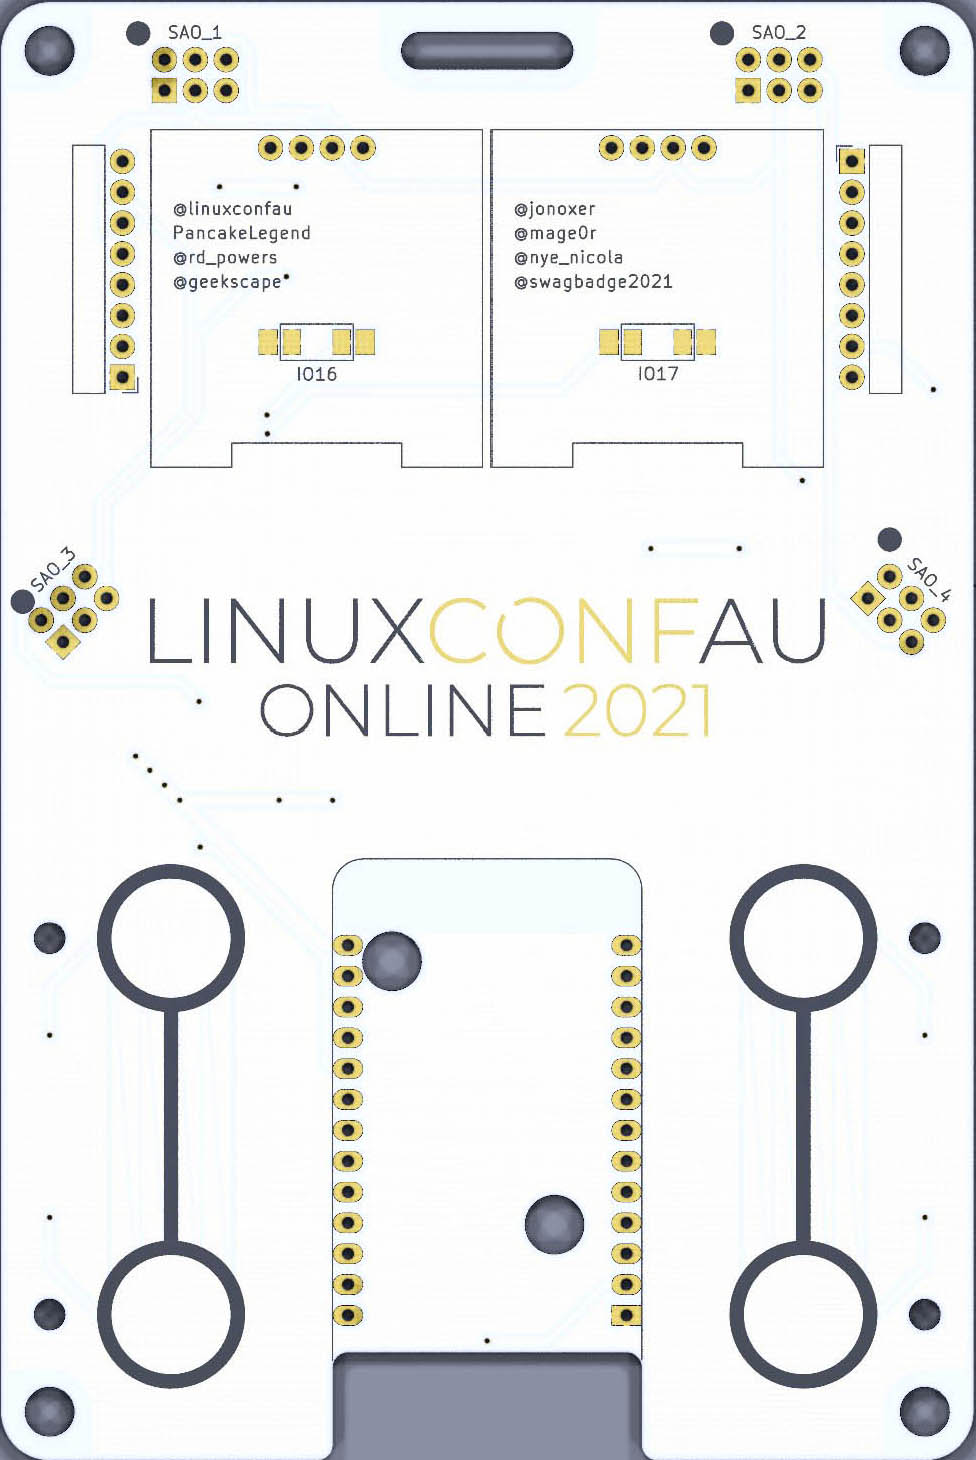 SAO_1
SAO_2
@linuxconfau
PancakeLegend
@rd_powers
@geekscape
@jonoxer
@mage0r
@nye_nicola
@swagbadge2021
IO16
IO17
SAO_3
SAO_4
LINUXCONFAU
ONLINE 2021